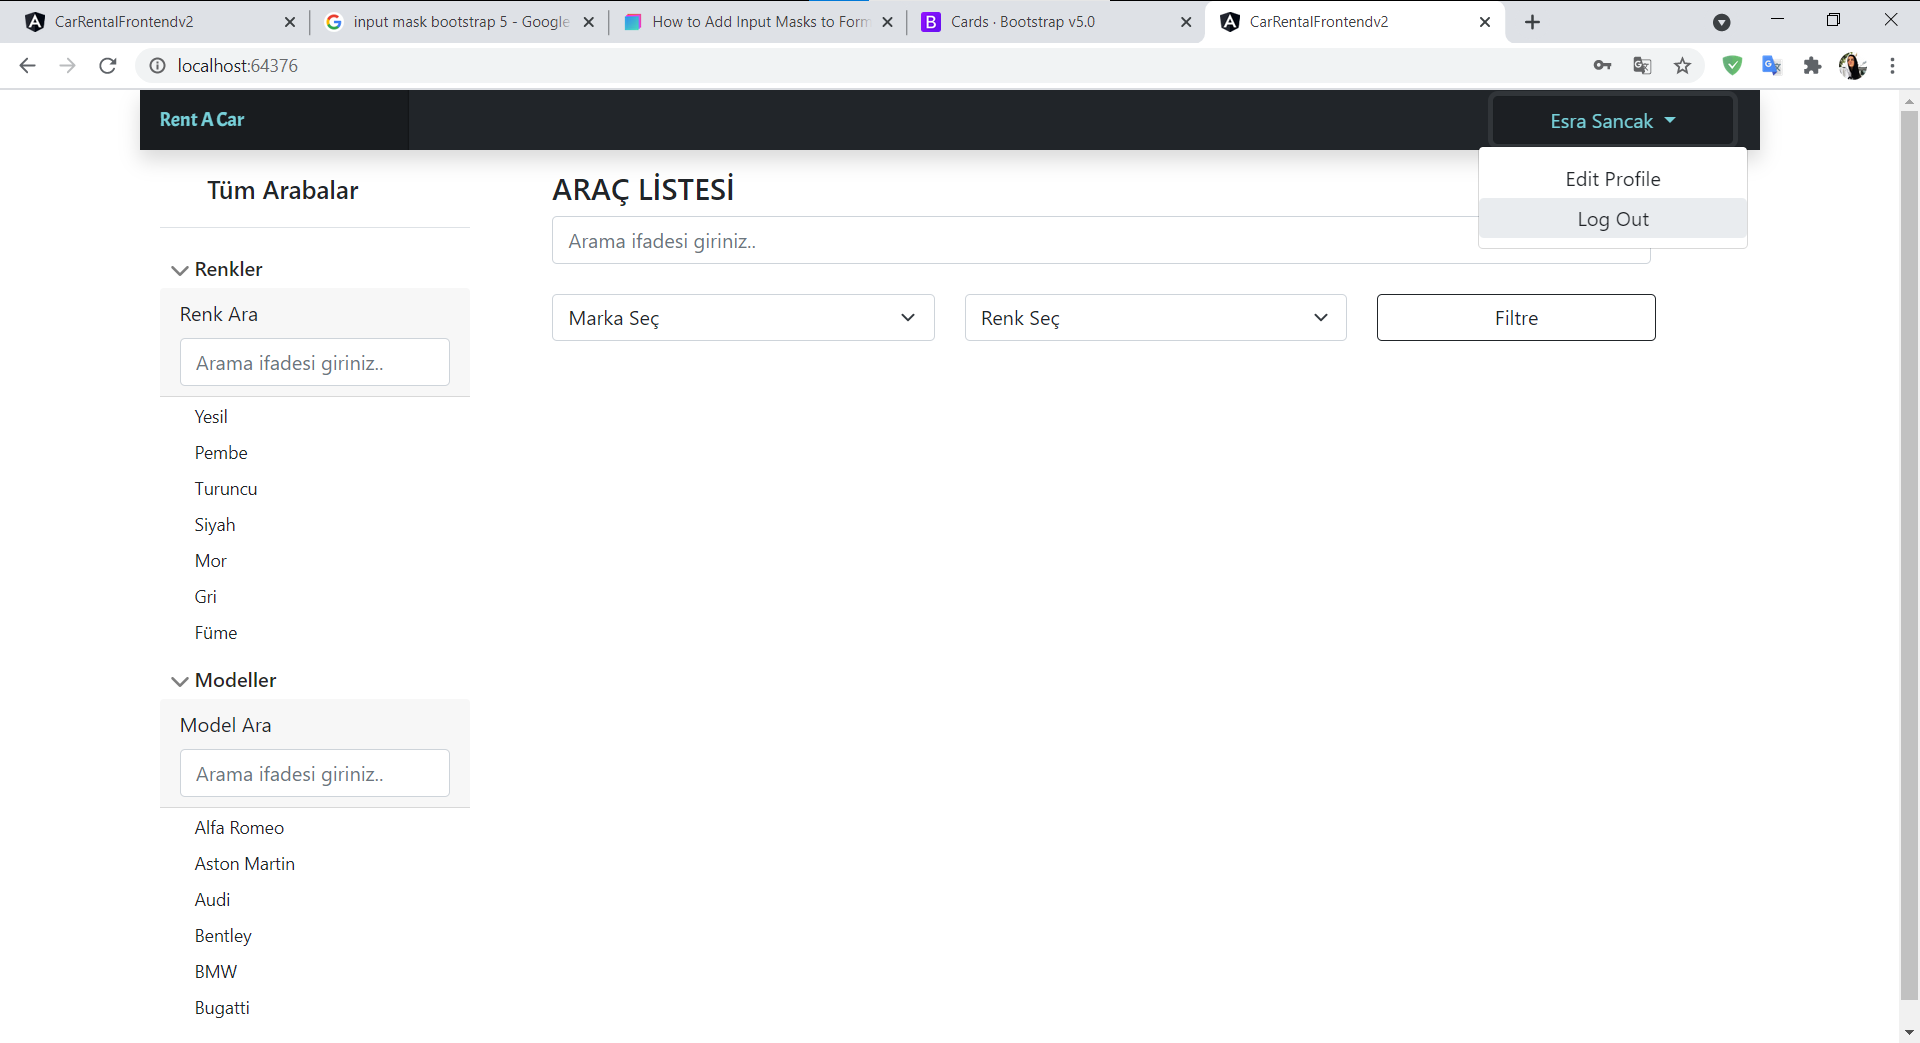 CarRentalFrontendv2
input mask bootstrap 5 - Google
How to Add Input Masks to Form
Cards · Bootstrap v5.0
CarRentalFrontendv2
localhost:64376
Rent A Car
Esra Sancak
Edit Profile
Log Out
Tüm Arabalar
Renkler
Renk Ara
Arama ifadesi giriniz..
Yesil
Pembe
Turuncu
Siyah
Mor
Gri
Füme
Modeller
Model Ara
Arama ifadesi giriniz..
Alfa Romeo
Aston Martin
Audi
Bentley
BMW
Bugatti
ARAÇ LİSTESİ
Arama ifadesi giriniz..
Marka Seç
Renk Seç
Filtre